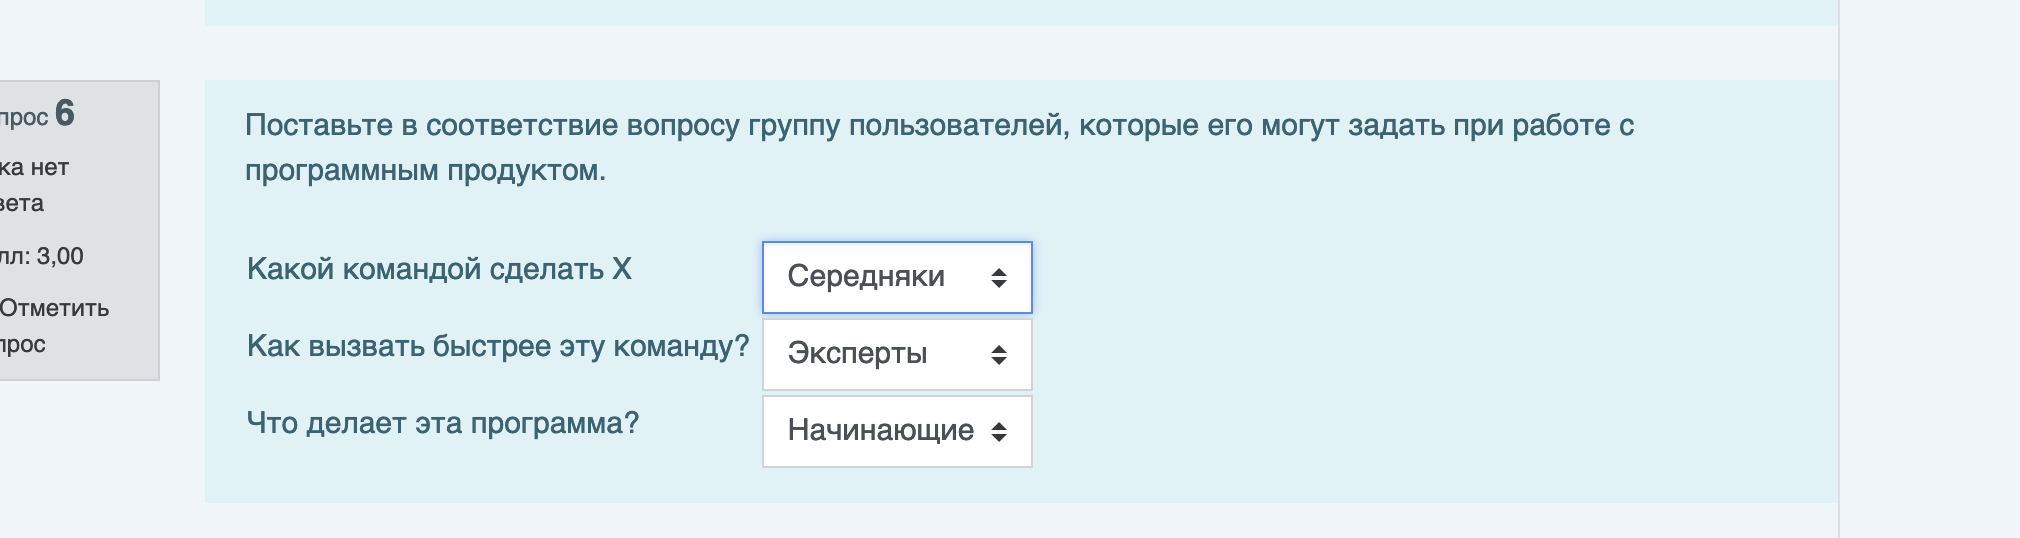 прос 6
ка нет
вета
лл: 3,00
Отметить
прос
Поставьте в соответствие вопросу группу пользователей, которые его могут задать при работе с
программным продуктом.
Какой командой сделать X
Середняки
Как вызвать быстрее эту команду?
Эксперты
Что делает эта программа?
Начинающие